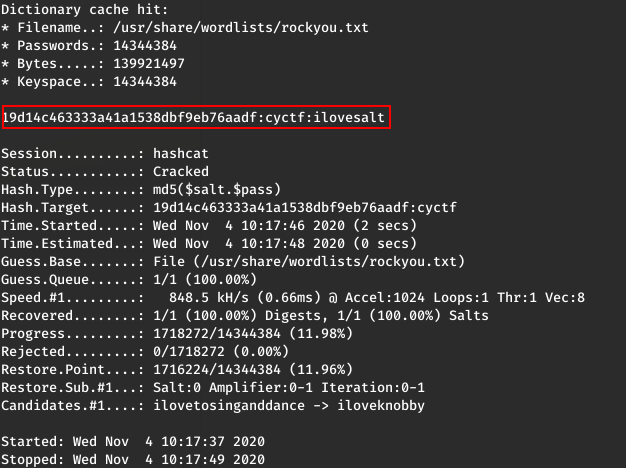 Dictionary cache hit:
* Filename..: /usr/share/wordlists/rockyou.txt
* Passwords.: 14344384
* Bytes.....: 139921497
* Keyspace..: 14344384
19d14c463333a41a1538dbf9eb76aadf:cyctf:ilovesalt
Session..........: hashcat
Status...........: Cracked
Hash.Type........: md5($salt.$pass)
Hash.Target......: 19d14c463333a41a1538dbf9eb76aadf:cyctf
Time.Started.....: Wed Nov  4 10:17:46 2020 (2 secs)
Time.Estimated...: Wed Nov  4 10:17:48 2020 (0 secs)
Guess.Base.......: File (/usr/share/wordlists/rockyou.txt)
Guess.Queue......: 1/1 (100.00%)
Speed.#1.........:   848.5 kH/s (0.66ms) @ Accel:1024 Loops:1 Thr:1 Vec:8
Recovered........: 1/1 (100.00%) Digests, 1/1 (100.00%) Salts
Progress.........: 1718272/14344384 (11.98%)
Rejected.........: 0/1718272 (0.00%)
Restore.Point....: 1716224/14344384 (11.96%)
Restore.Sub.#1...: Salt:0 Amplifier:0-1 Iteration:0-1
Candidates.#1....: ilovetosinganddance -> iloveknobby
Started: Wed Nov  4 10:17:37 2020
Stopped: Wed Nov  4 10:17:49 2020